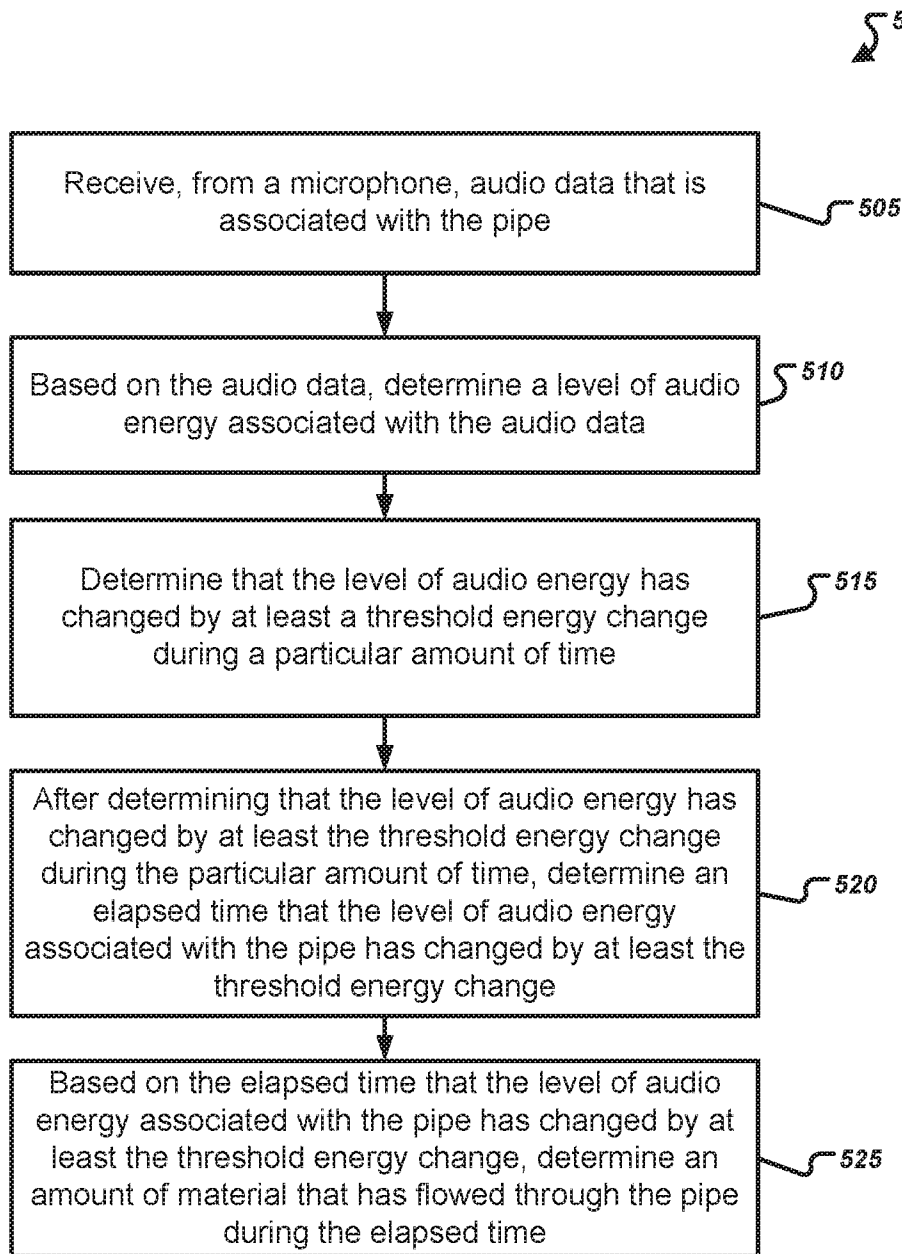 5
Receive, from a microphone, audio data that is
associated with the pipe
505
Based on the audio data, determine a level of audio
energy associated with the audio data
510
Determine that the level of audio energy has
changed by at least a threshold energy change
during a particular amount of time
515
After determining that the level of audio energy has
changed by at least the threshold energy change
during the particular amount of time, determine an
elapsed time that the level of audio energy
associated with the pipe has changed by at least the
threshold energy change
520
Based on the elapsed time that the level of audio
energy associated with the pipe has changed by at
least the threshold energy change, determine an
amount of material that has flowed through the pipe
during the elapsed time
525